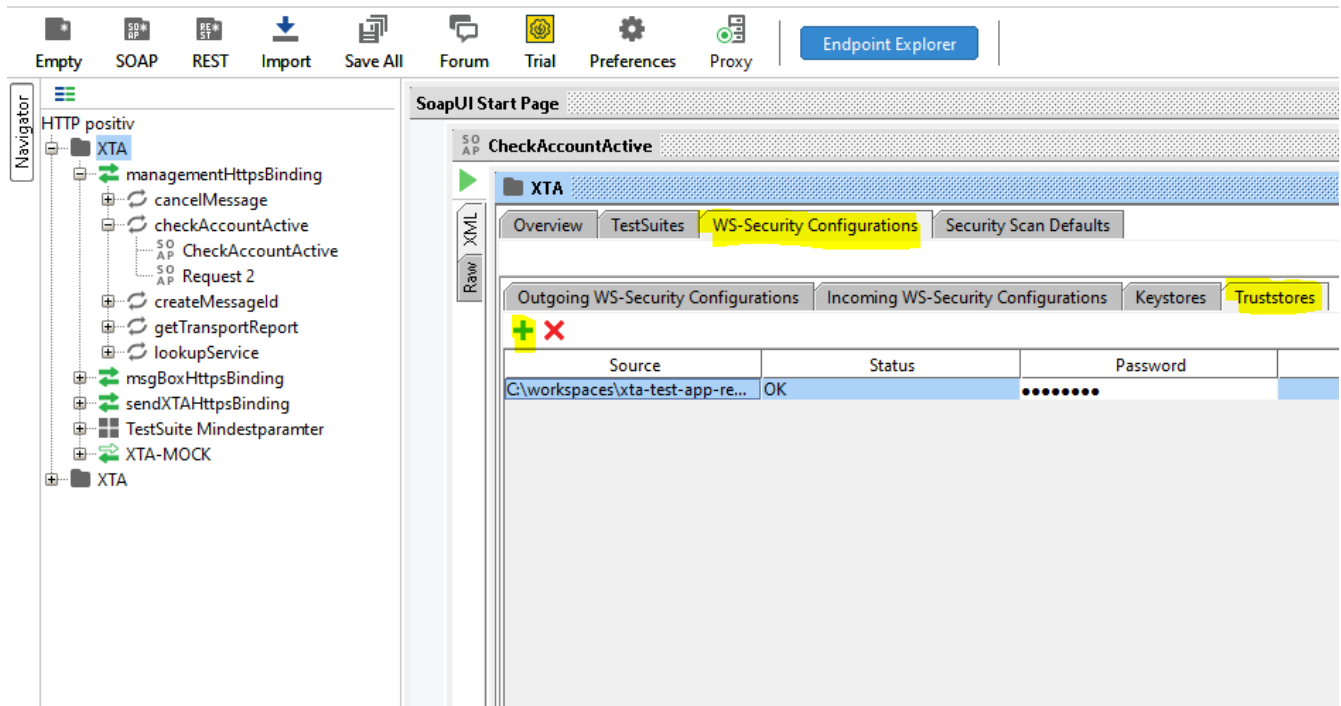 Empty SOAP REST Import Save All Forum Trial Preferences Proxy Endpoint Explorer
Navigator
HTTP positiv
XTA
managementHttpsBinding
cancelMessage
checkAccountActive
CheckAccountActive
Request 2
createMessageId
getTransportReport
lookupService
msgBoxHttpsBinding
sendXTAHttpsBinding
TestSuite Mindestparamter
XTA-MOCK
XTA
SoapUI Start Page
SO AP CheckAccountActive
XML
Raw
XTA
Overview TestSuites WS-Security Configurations Security Scan Defaults
Outgoing WS-Security Configurations Incoming WS-Security Configurations Keystores Truststores
Source Status Password
C:\workspaces\xta-test-app-re... OK ●●●●●●●●